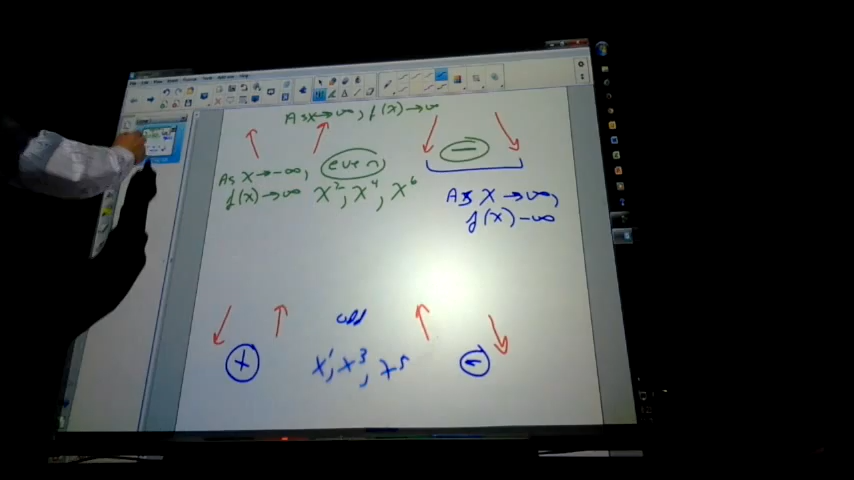 As x→∞, f(x)→∞
As x→-∞,
f(x)→∞
even
x², x⁴, x⁶
−
As x→∞,
f(x)-∞
odd
+
x¹, x³, x⁵
−